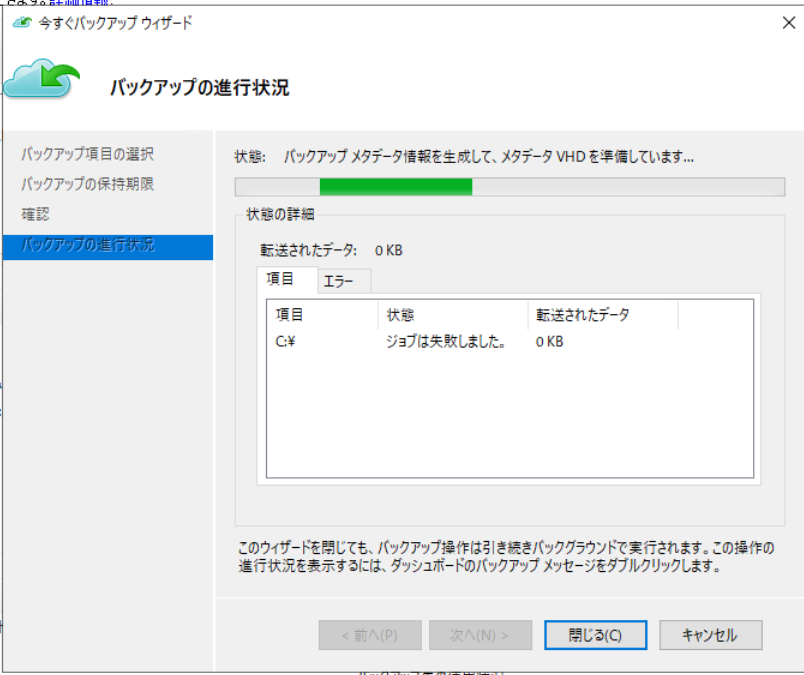 詳細情報
今すぐバックアップ ウィザード
バックアップの進行状況
バックアップ項目の選択
バックアップの保持期限
確認
バックアップの進行状況
状態: バックアップ メタデータ情報を生成して、メタデータ VHD を準備しています...
状態の詳細
転送されたデータ: 0 KB
項目 エラー
項目 状態 転送されたデータ
C:¥ ジョブは失敗しました。 0 KB
このウィザードを閉じても、バックアップ操作は引き続きバックグラウンドで実行されます。この操作の
進行状況を表示するには、ダッシュボードのバックアップ メッセージをダブルクリックします。
< 前へ(P) 次へ(N) > 閉じる(C) キャンセル